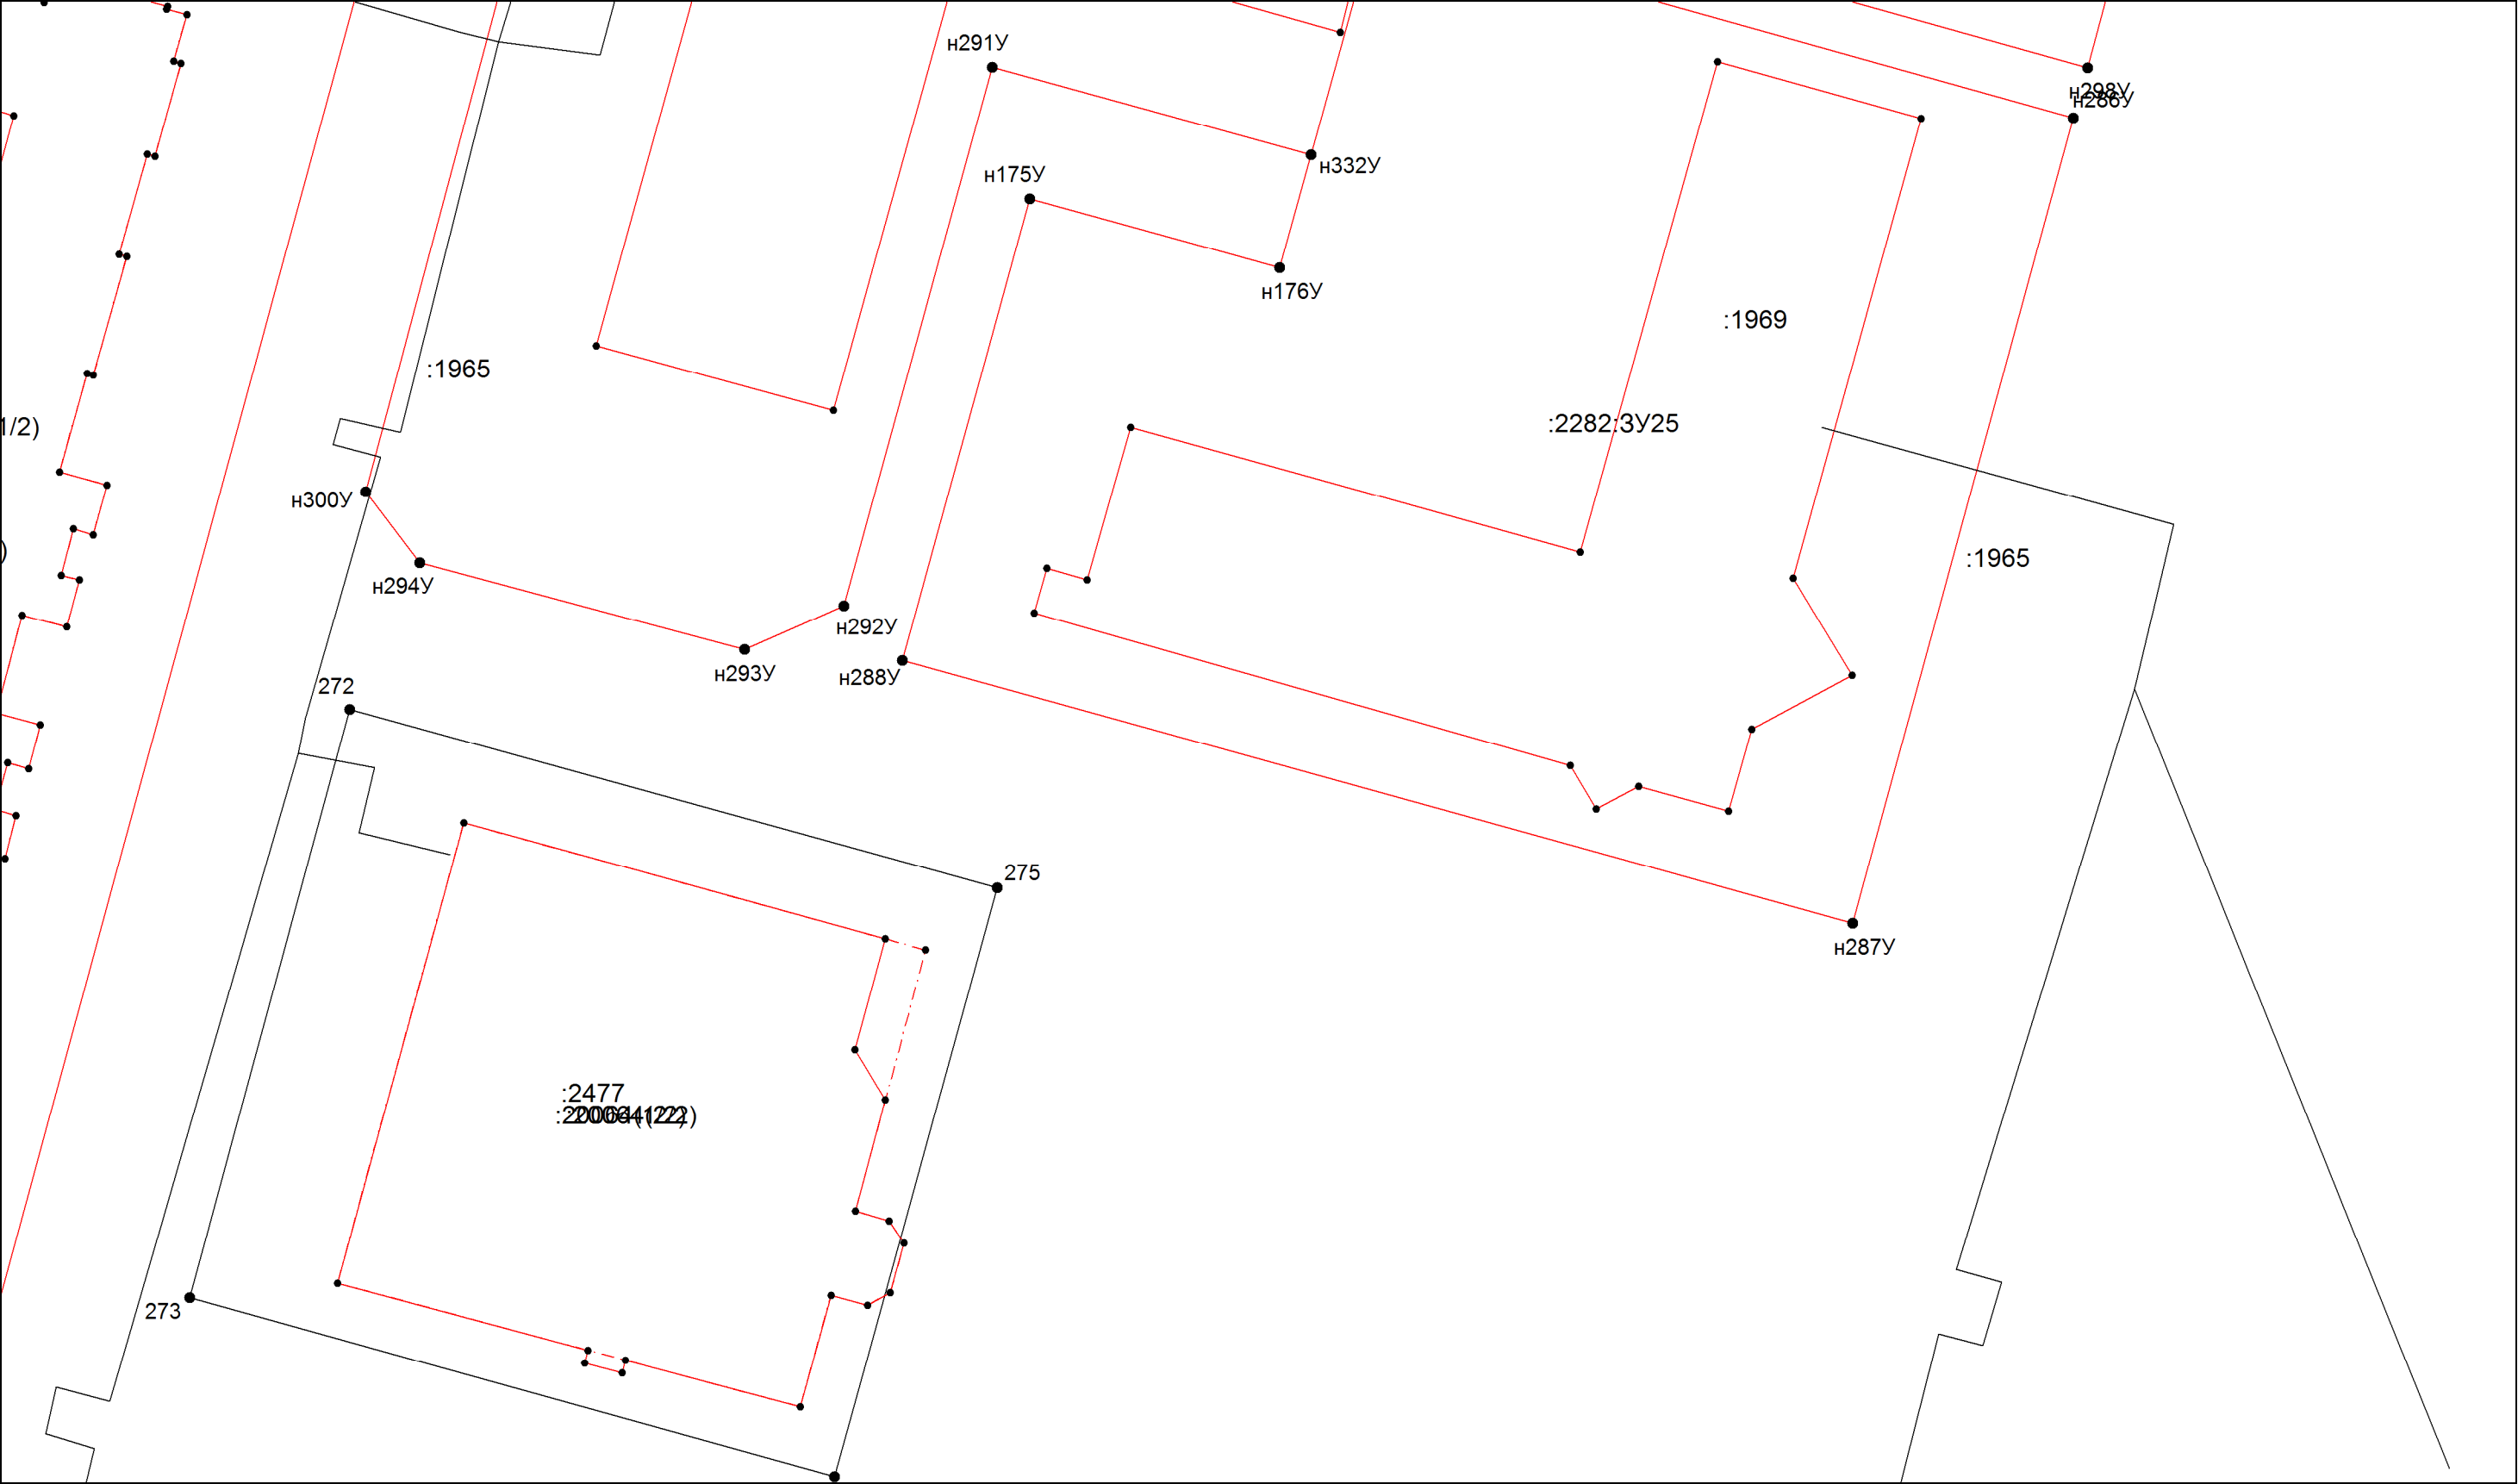 н291У
н298У
н286У
н332У
н175У
н176У
:1969
:1965
:2282:ЗУ25
1/2)
н300У
)
:1965
н294У
н292У
н293У
н288У
272
275
н287У
:2477
273